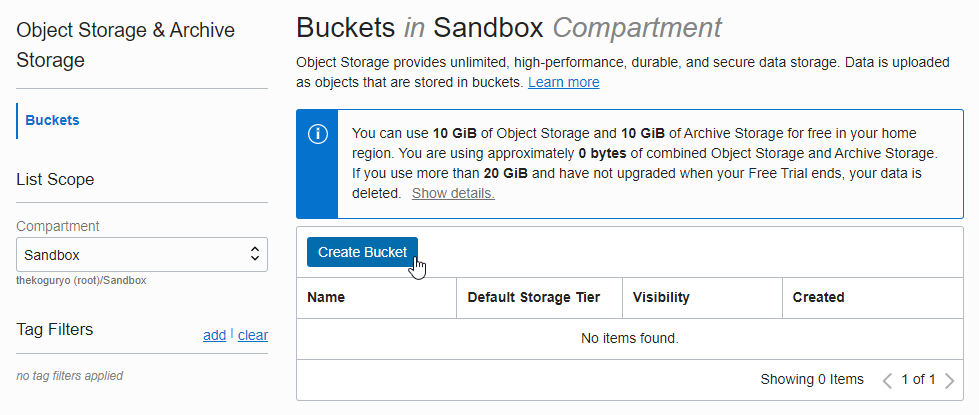 Object Storage & Archive
Storage
Buckets
List Scope
Compartment
Sandbox
thekoguryo (root)/Sandbox
Tag Filters
add | clear
no tag filters applied
Buckets in Sandbox Compartment
Object Storage provides unlimited, high-performance, durable, and secure data storage. Data is uploaded
as objects that are stored in buckets. Learn more
You can use 10 GiB of Object Storage and 10 GiB of Archive Storage for free in your home
region. You are using approximately 0 bytes of combined Object Storage and Archive Storage.
If you use more than 20 GiB and have not upgraded when your Free Trial ends, your data is
deleted. Show details.
Create Bucket
Name Default Storage Tier Visibility Created
No items found.
Showing 0 Items < 1 of 1 >